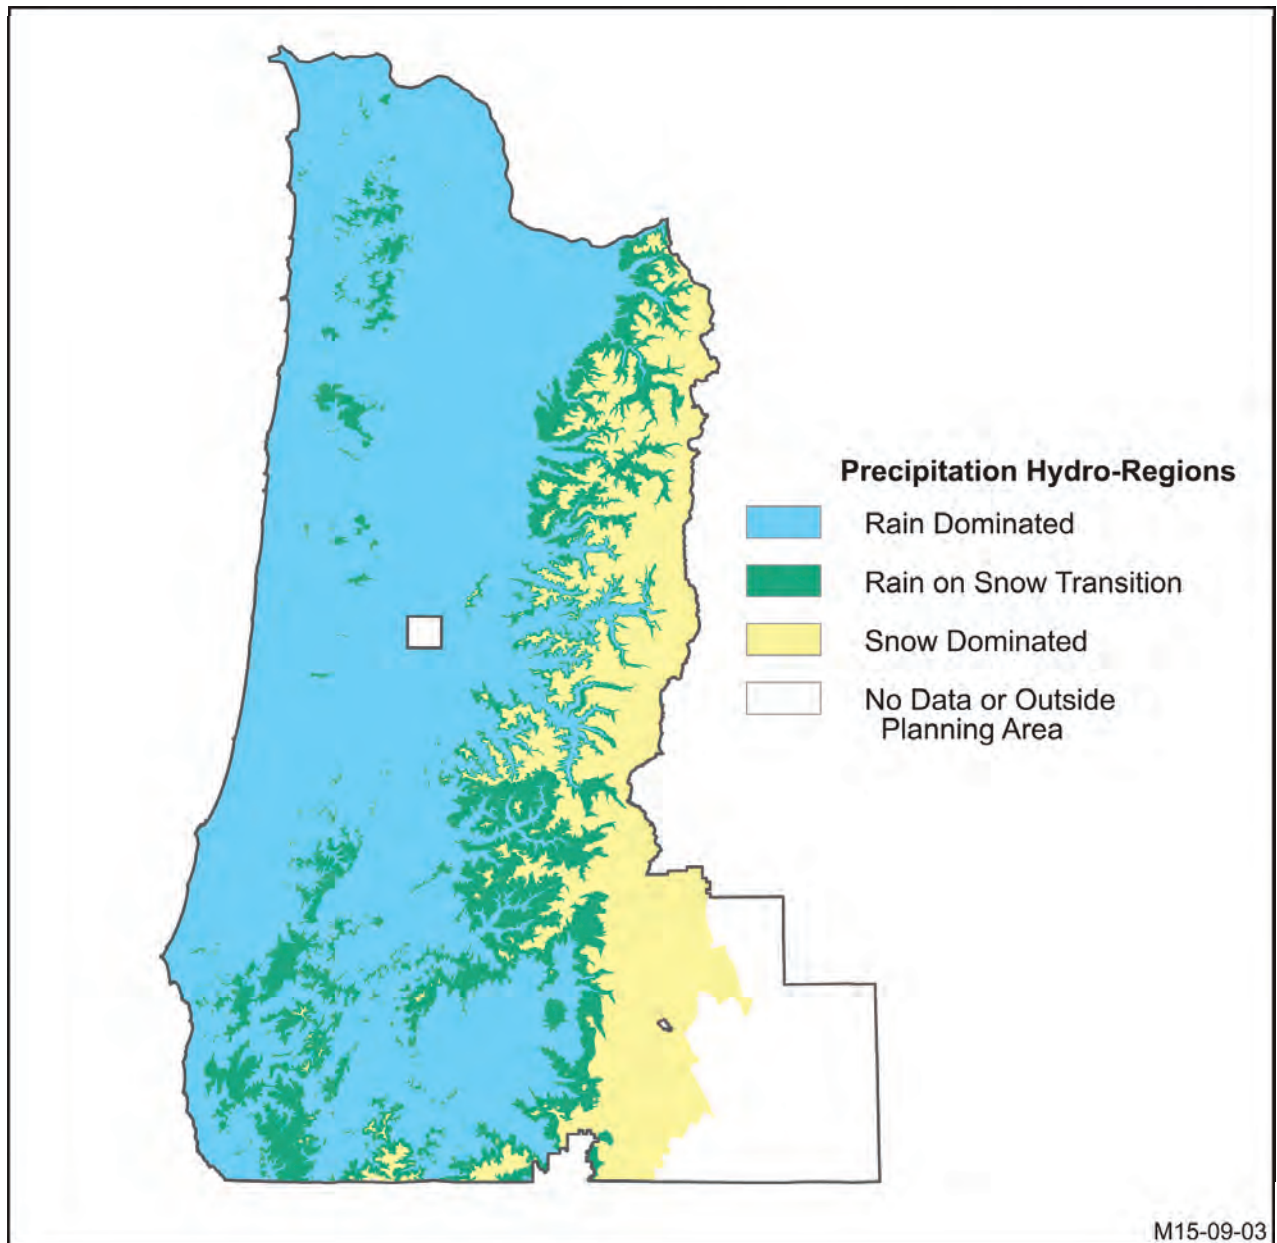 Precipitation Hydro-Regions
Rain Dominated
Rain on Snow Transition
Snow Dominated
No Data or Outside
Planning Area
M15-09-03